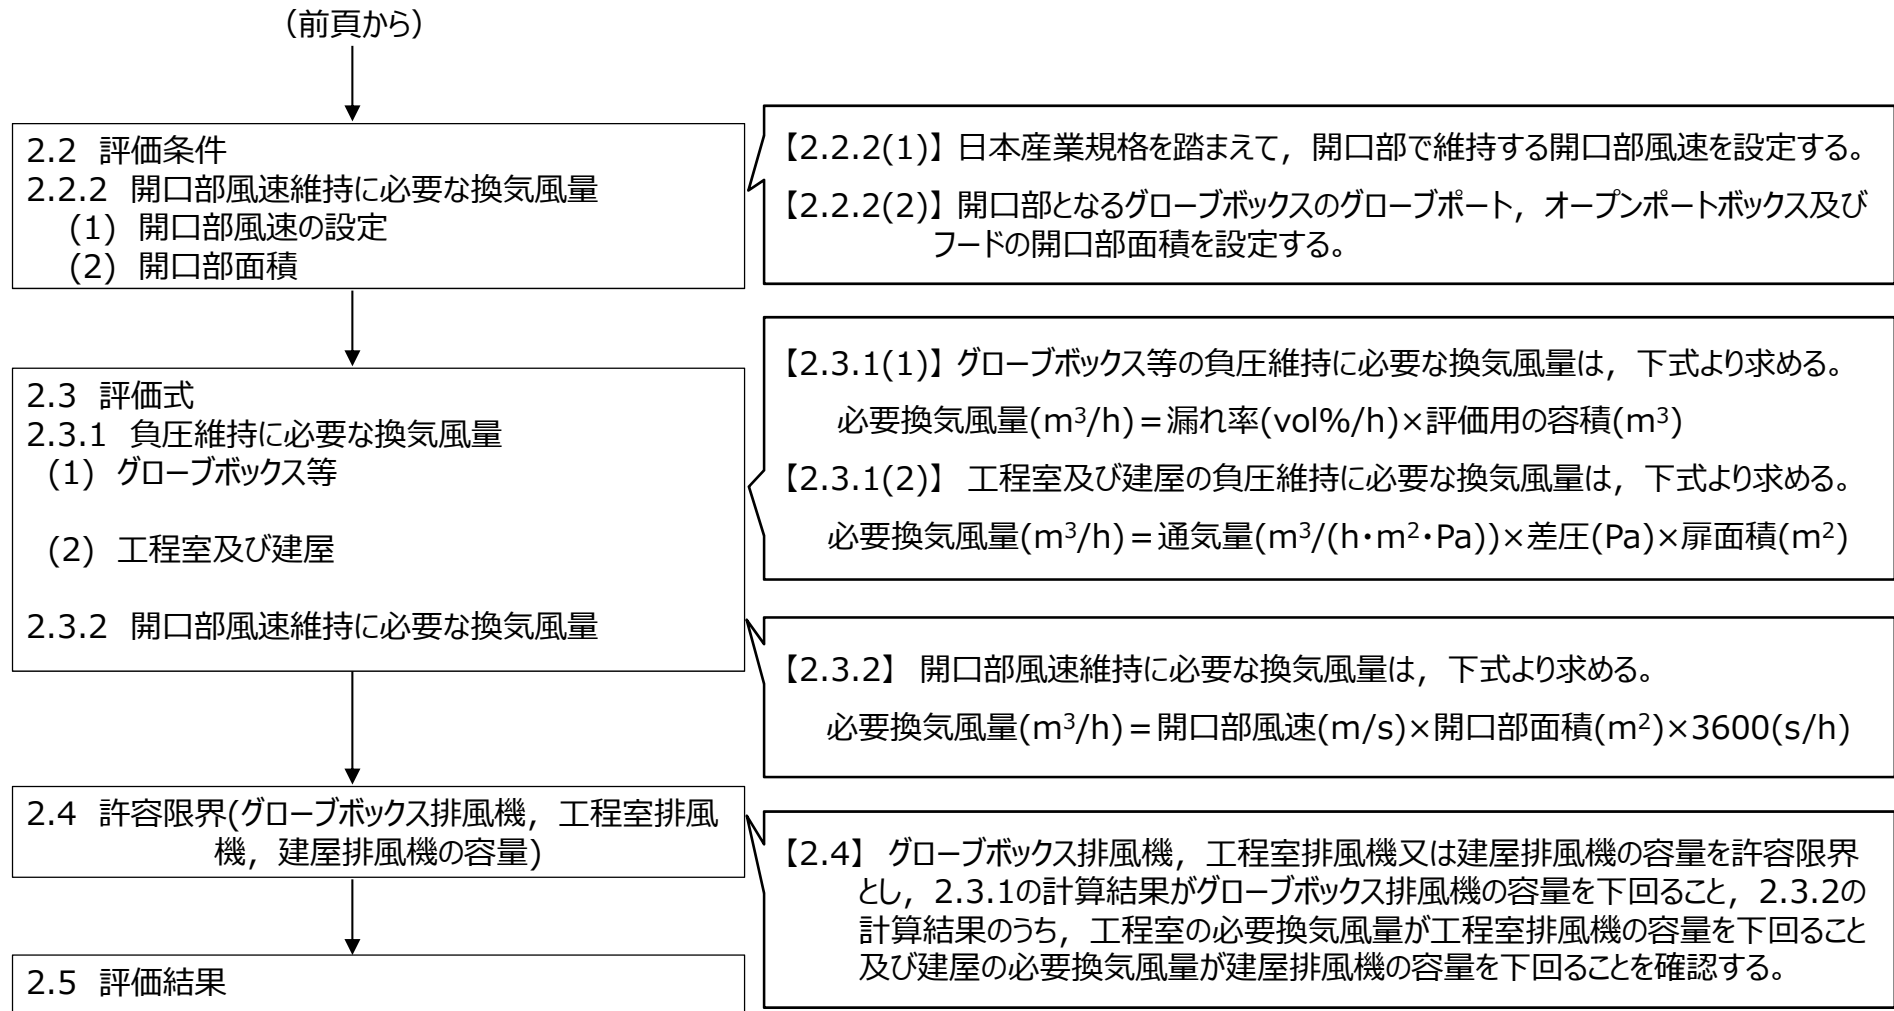 （前頁から）
2.2 評価条件
2.2.2 開口部風速維持に必要な換気風量
(1) 開口部風速の設定
(2) 開口部面積
【2.2.2(1)】日本産業規格を踏まえて，開口部で維持する開口部風速を設定する。
【2.2.2(2)】開口部となるグローブボックスのグローブポート，オープンポートボックス及び
フードの開口部面積を設定する。
2.3 評価式
2.3.1 負圧維持に必要な換気風量
(1) グローブボックス等
(2) 工程室及び建屋
2.3.2 開口部風速維持に必要な換気風量
【2.3.1(1)】グローブボックス等の負圧維持に必要な換気風量は，下式より求める。
必要換気風量(m³/h)＝漏れ率(vol%/h)×評価用の容積(m³)
【2.3.1(2)】 工程室及び建屋の負圧維持に必要な換気風量は，下式より求める。
必要換気風量(m³/h)＝通気量(m³/(h･m²･Pa))×差圧(Pa)×扉面積(m²)
【2.3.2】 開口部風速維持に必要な換気風量は，下式より求める。
必要換気風量(m³/h)＝開口部風速(m/s)×開口部面積(m²)×3600(s/h)
2.4 許容限界(グローブボックス排風機，工程室排風
機，建屋排風機の容量)
【2.4】 グローブボックス排風機，工程室排風機又は建屋排風機の容量を許容限界
とし，2.3.1の計算結果がグローブボックス排風機の容量を下回ること，2.3.2の
計算結果のうち，工程室の必要換気風量が工程室排風機の容量を下回ること
及び建屋の必要換気風量が建屋排風機の容量を下回ることを確認する。
2.5 評価結果